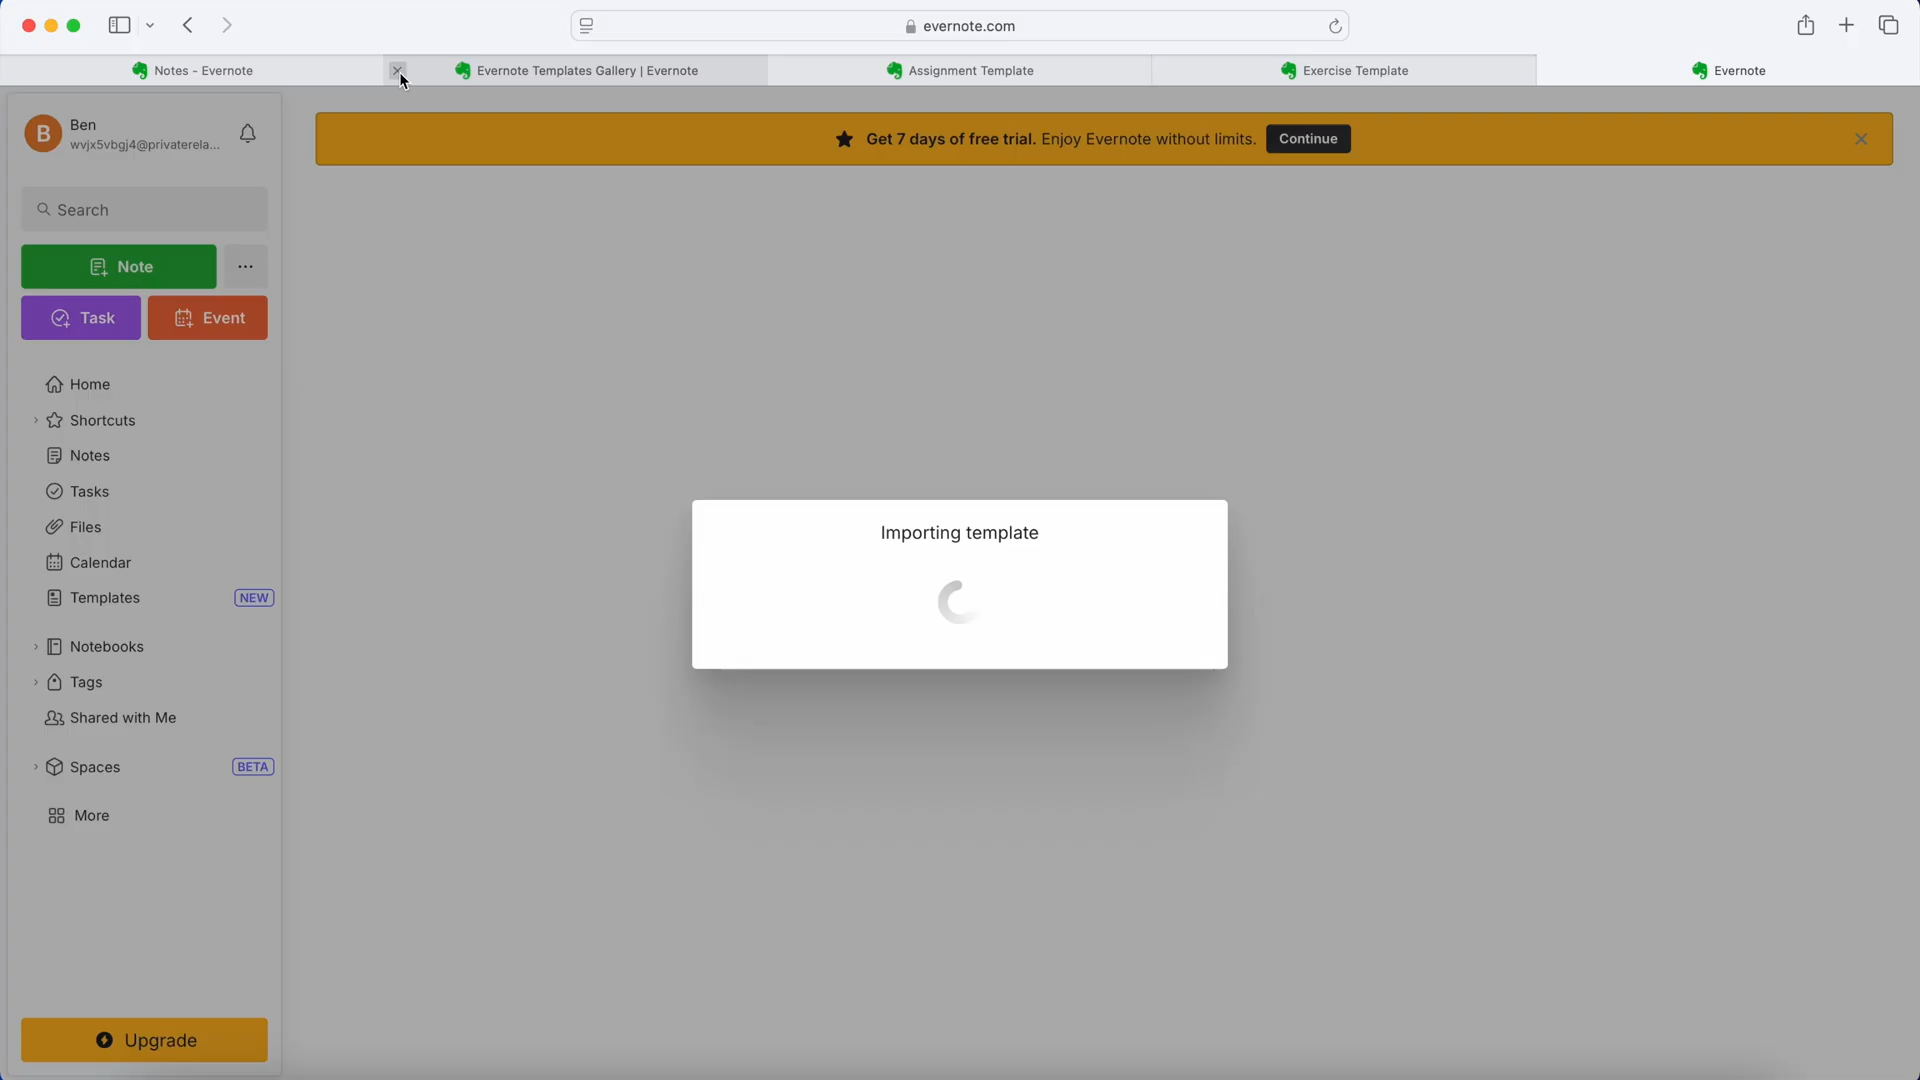 evernote.com
Notes - Evernote
Evernote Templates Gallery | Evernote
Assignment Template
Exercise Template
Evernote
B
Ben
wvjx5vbgj4@privaterela...
Get 7 days of free trial. Enjoy Evernote without limits.
Continue
Search
Note
Task
Event
Home
Shortcuts
Notes
Tasks
Files
Calendar
Templates
NEW
Notebooks
Tags
Shared with Me
Spaces
BETA
More
Importing template
Upgrade